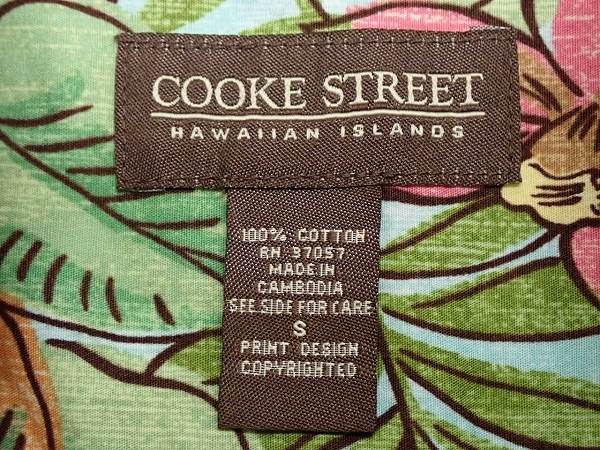 COOKE STREET
HAWAIIAN ISLANDS
100% COTTON
RN 37057
MADE IN
CAMBODIA
SEE SIDE FOR CARE
S
PRINT DESIGN
COPYRIGHTED